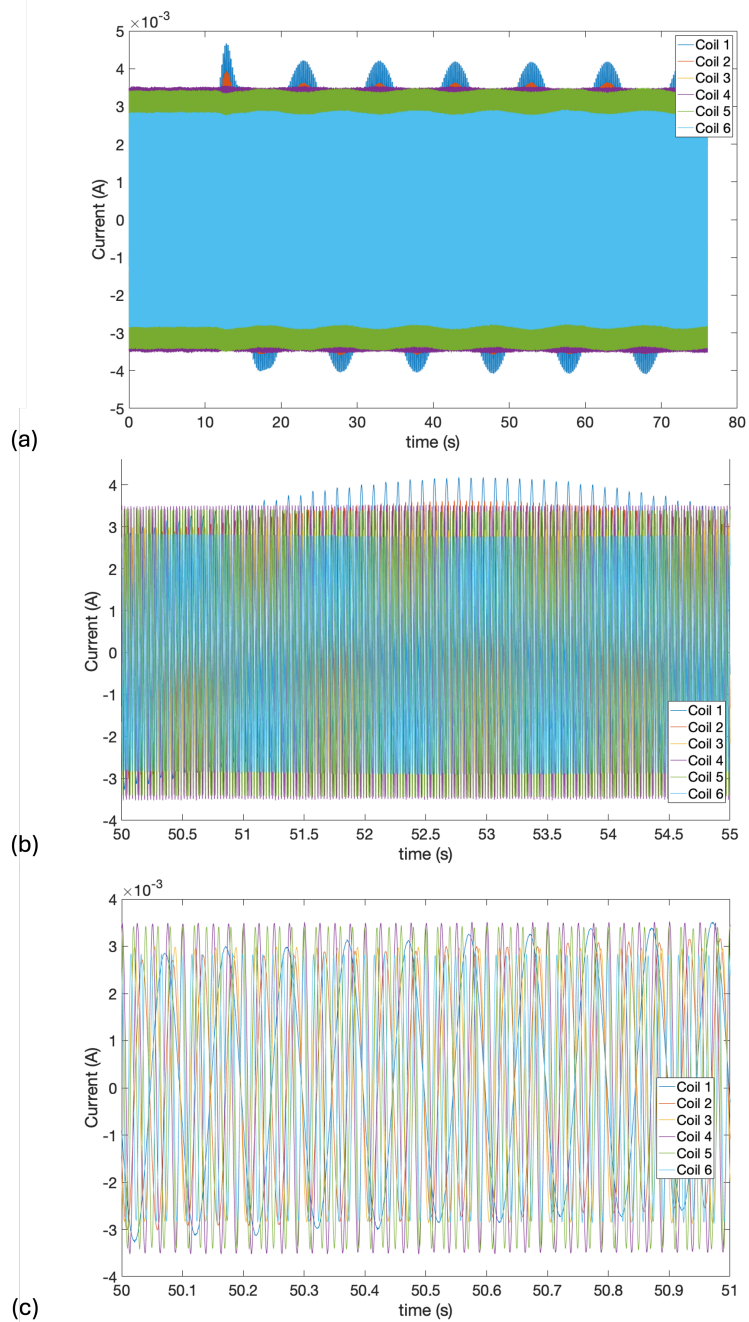 ×10⁻³
5
4
3
2
1
0
-1
-2
-3
-4
-5
Current (A)
0 10 20 30 40 50 60 70 80
time (s)
Coil 1
Coil 2
Coil 3
Coil 4
Coil 5
Coil 6
(a)
4
3
2
1
0
-1
-2
-3
-4
Current (A)
50 50.5 51 51.5 52 52.5 53 53.5 54 54.5 55
time (s)
Coil 1
Coil 2
Coil 3
Coil 4
Coil 5
Coil 6
(b)
×10⁻³
4
3
2
1
0
-1
-2
-3
-4
Current (A)
50 50.1 50.2 50.3 50.4 50.5 50.6 50.7 50.8 50.9 51
time (s)
Coil 1
Coil 2
Coil 3
Coil 4
Coil 5
Coil 6
(c)